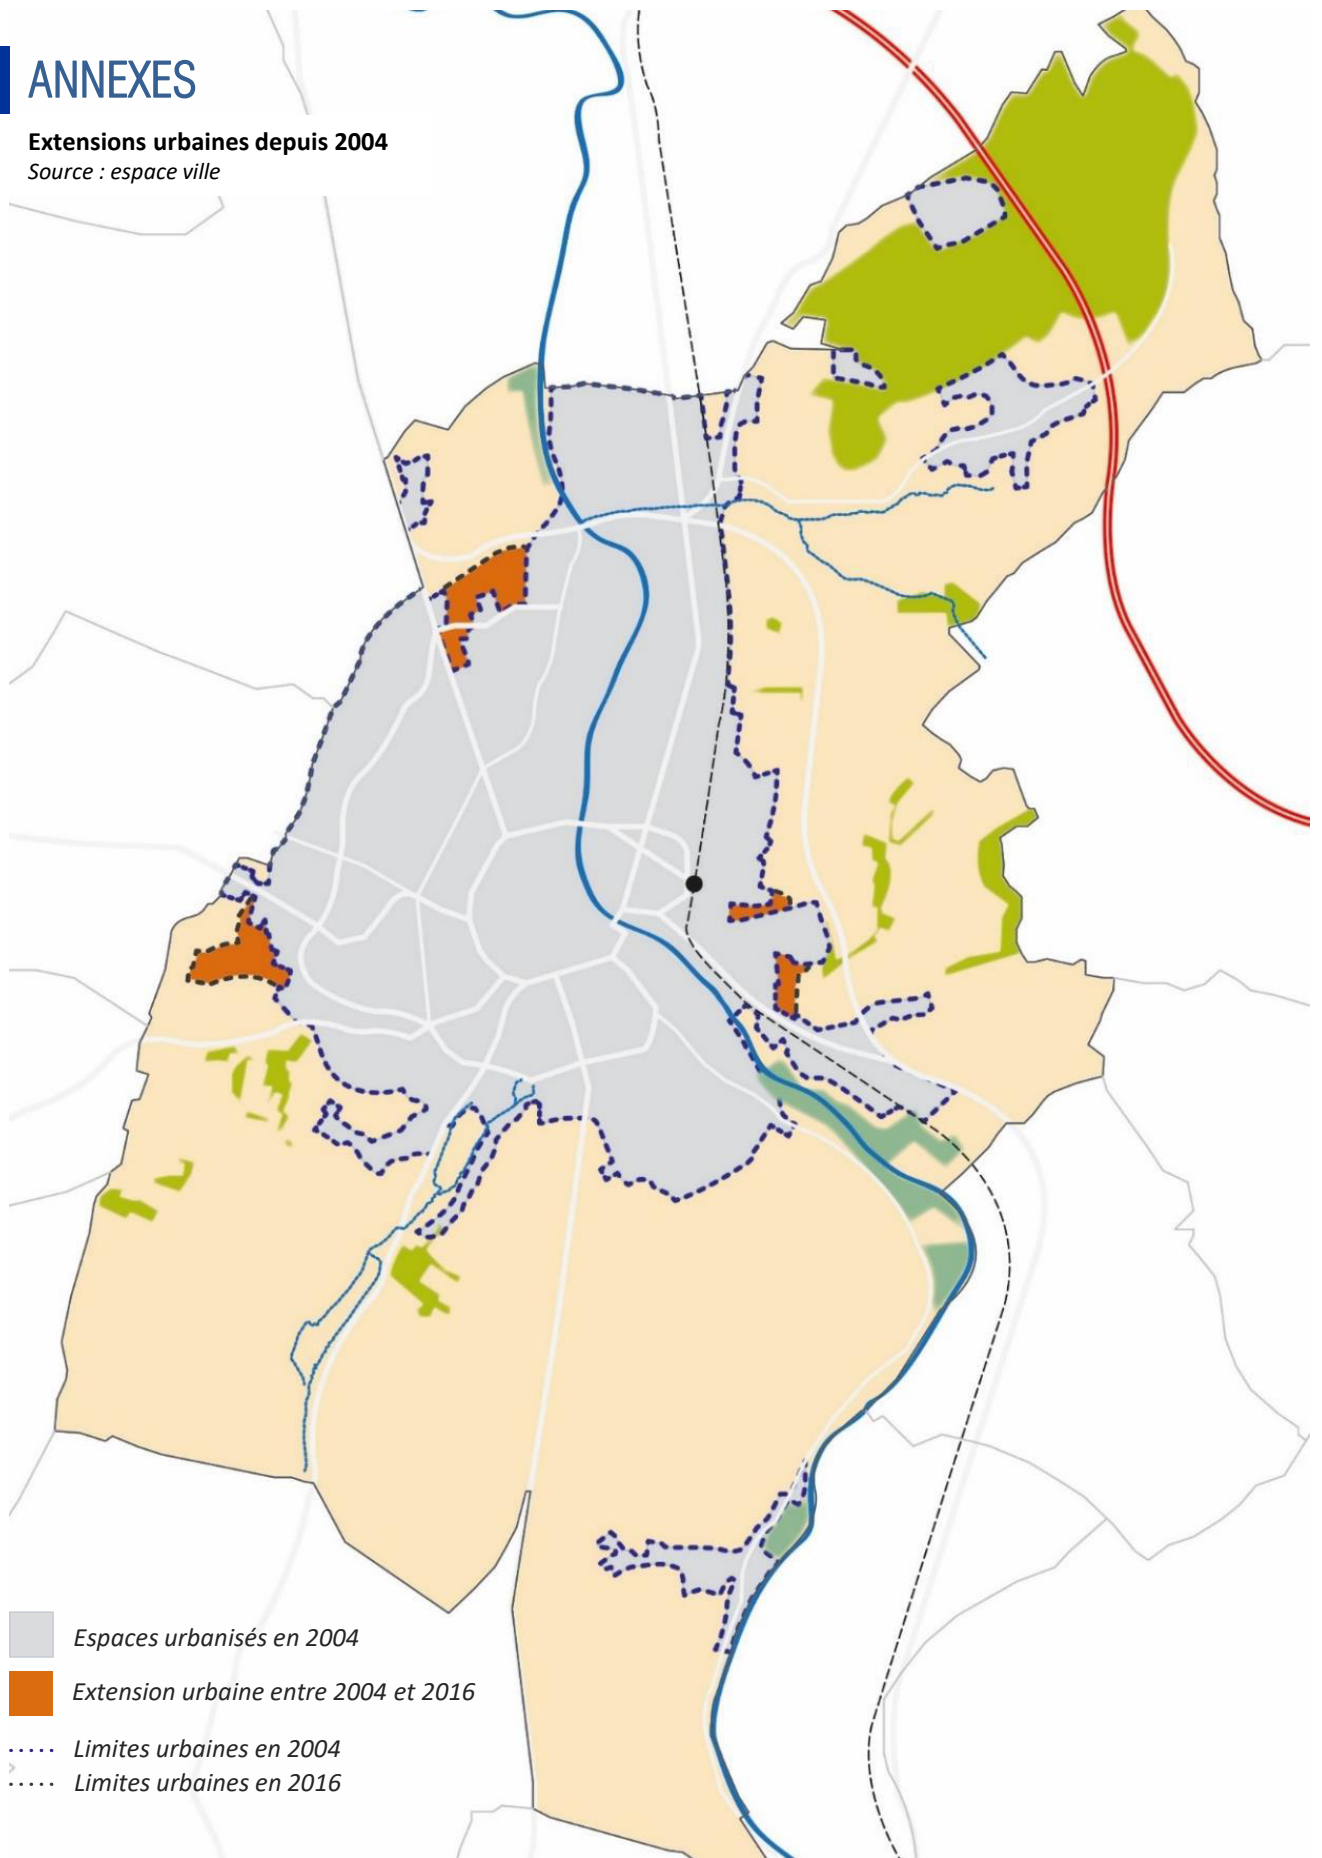 ANNEXES
Extensions urbaines depuis 2004
Source : espace ville
Espaces urbanisés en 2004
Extension urbaine entre 2004 et 2016
Limites urbaines en 2004
Limites urbaines en 2016